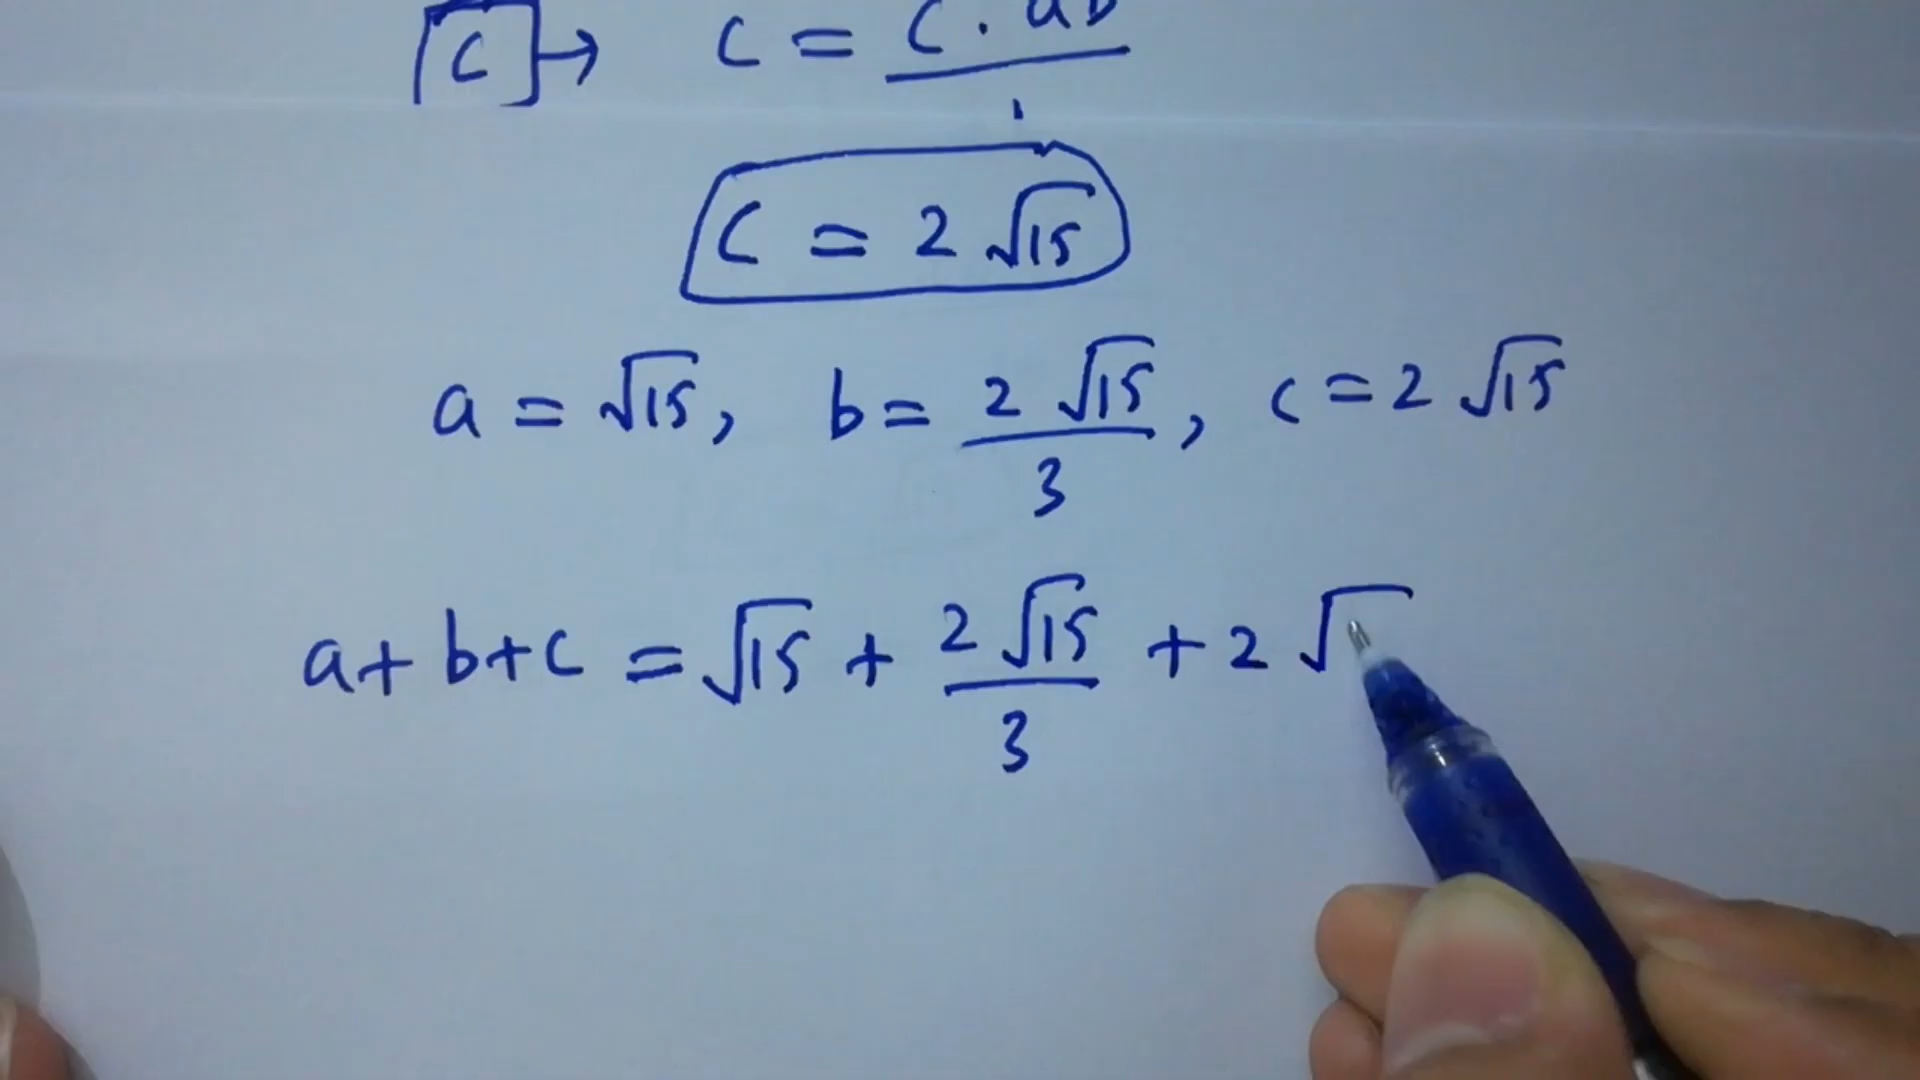 C → c = c · ab
C = 2 √15
a = √15, b = 2 √15 / 3, c = 2 √15
a + b + c = √15 + 2 √15 / 3 + 2 √